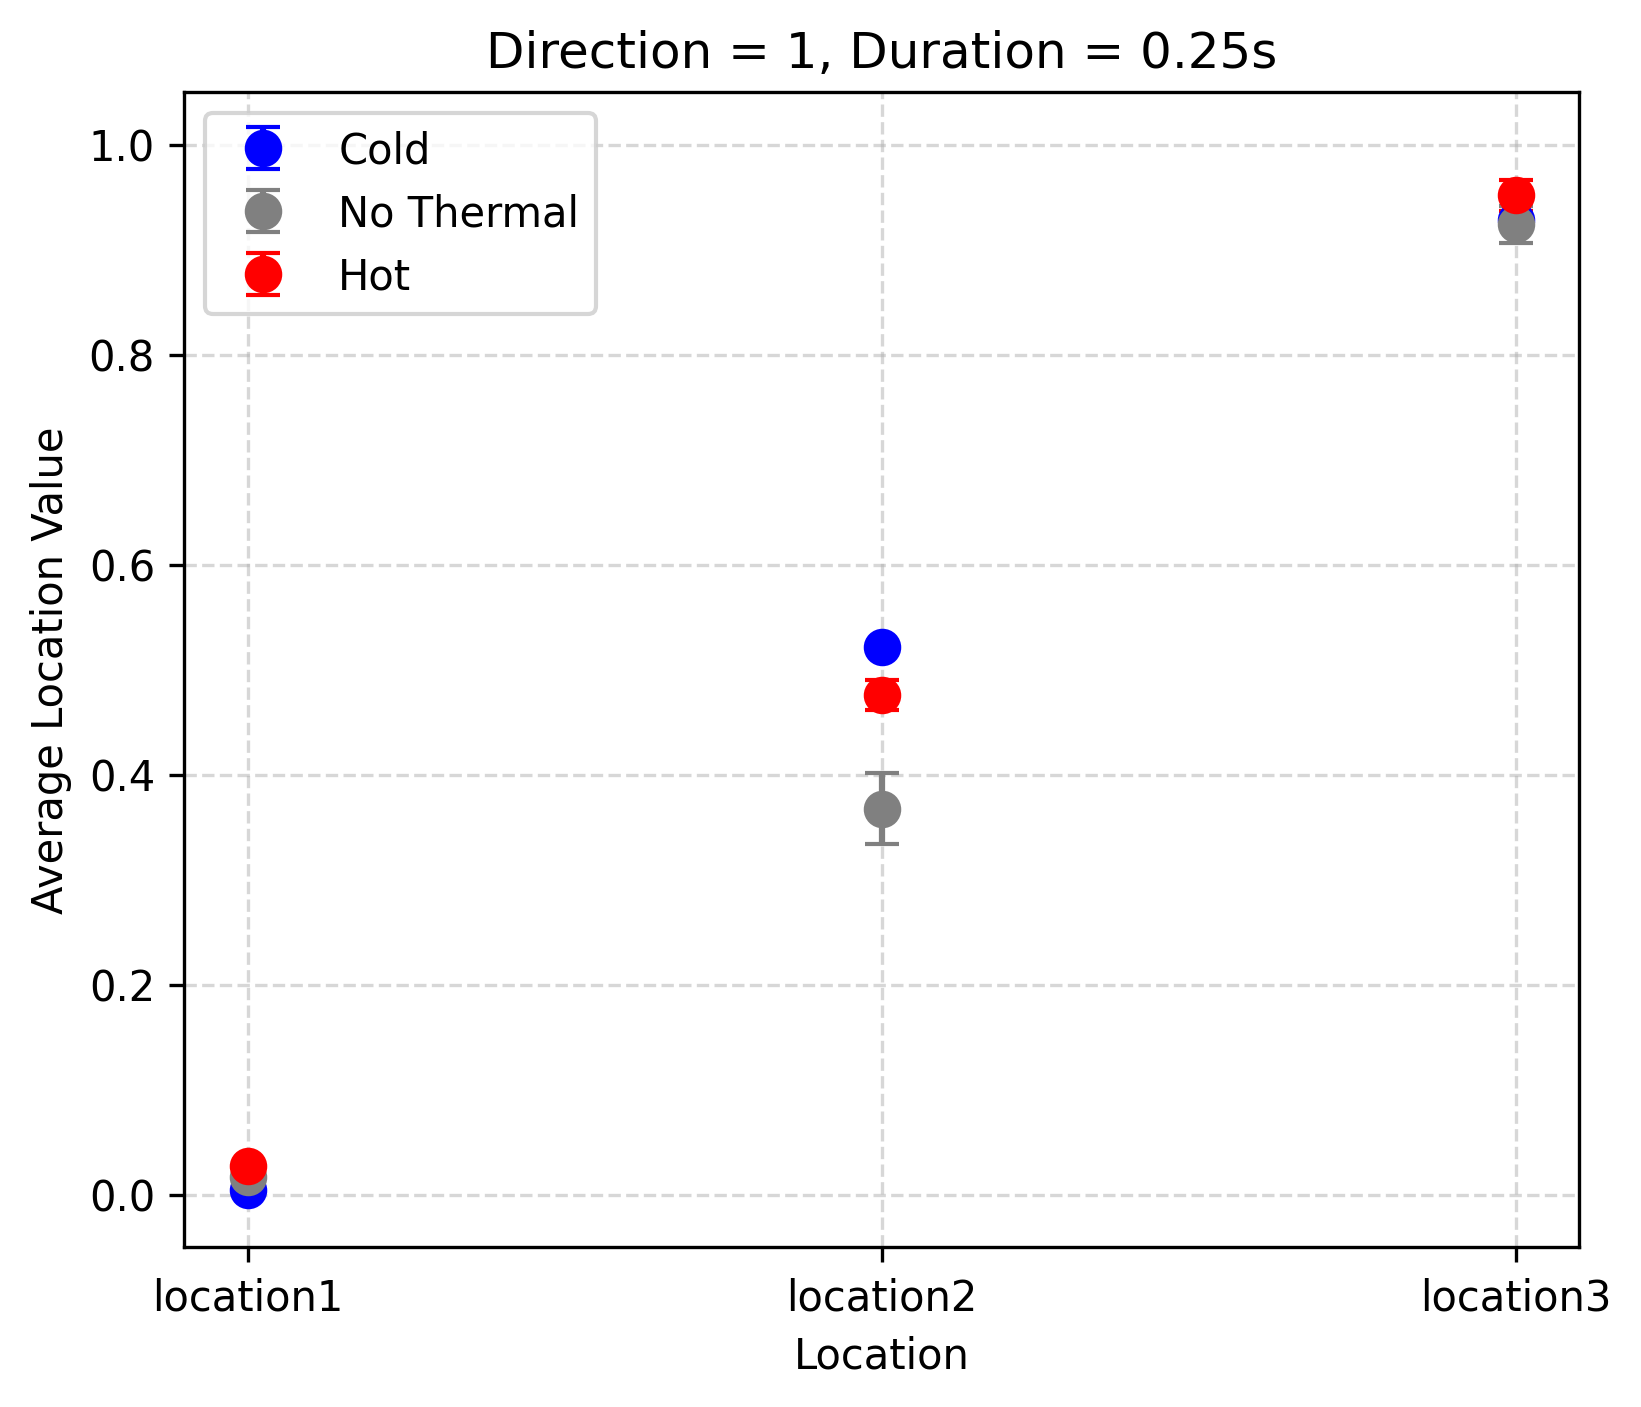 Direction = 1, Duration = 0.25s
Cold
No Thermal
Hot
1.0
0.8
0.6
0.4
0.2
0.0
Average Location Value
location1
location2
location3
Location